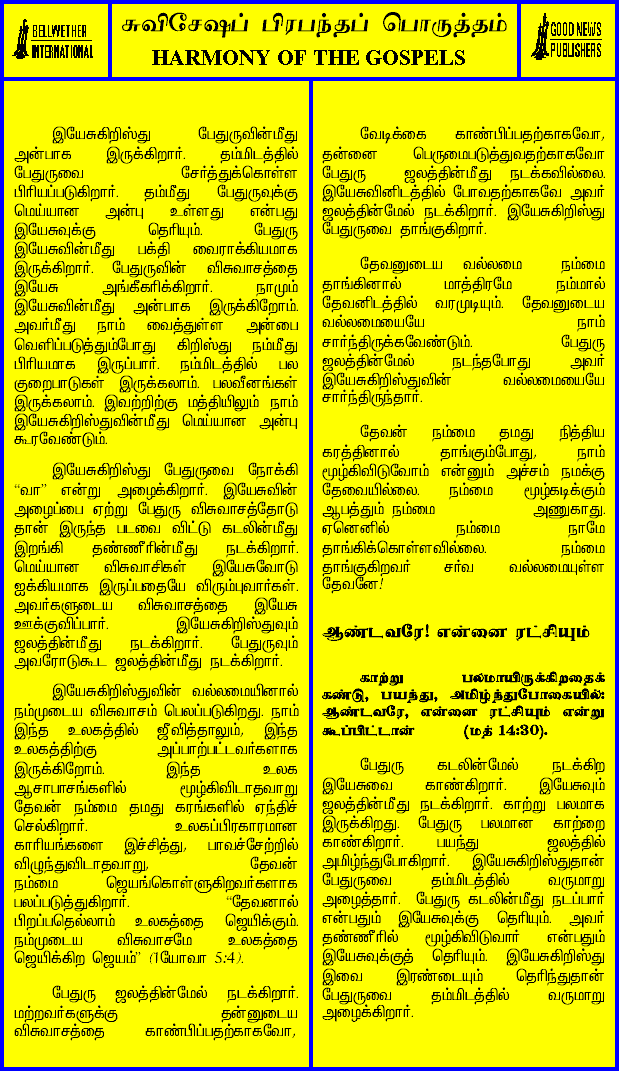 BELLWETHER
INTERNATIONAL
சுவிசேஷப் பிரபந்தப் பொருத்தம்
HARMONY OF THE GOSPELS
GOOD NEWS
PUBLISHERS
இயேசுகிறிஸ்து பேதுருவின்மீது
அன்பாக இருக்கிறார். தம்மிடத்தில்
பேதுருவை சேர்த்துக்கொள்ள
பிரியப்படுகிறார். தம்மீது பேதுருவுக்கு
மெய்யான அன்பு உள்ளது என்பது
இயேசுவுக்கு தெரியும். பேதுரு
இயேசுவின்மீது பக்தி வைராக்கியமாக
இருக்கிறார். பேதுருவின் விசுவாசத்தை
இயேசு அங்கீகரிக்கிறார். நாமும்
இயேசுவின்மீது அன்பாக இருக்கிறோம்.
அவர்மீது நாம் வைத்துள்ள அன்பை
வெளிப்படுத்தும்போது கிறிஸ்து நம்மீது
பிரியமாக இருப்பார். நம்மிடத்தில் பல
குறைபாடுகள் இருக்கலாம். பலவீனங்கள்
இருக்கலாம். இவற்றிற்கு மத்தியிலும் நாம்
இயேசுகிறிஸ்துவின்மீது மெய்யான அன்பு
கூரவேண்டும்.
இயேசுகிறிஸ்து பேதுருவை நோக்கி
“வா” என்று அழைக்கிறார். இயேசுவின்
அழைப்பை ஏற்று பேதுரு விசுவாசத்தோடு
தான் இருந்த படவை விட்டு கடலின்மீது
இறங்கி தண்ணீரின்மீது நடக்கிறார்.
மெய்யான விசுவாசிகள் இயேசுவோடு
ஐக்கியமாக இருப்பதையே விரும்புவார்கள்.
அவர்களுடைய விசுவாசத்தை இயேசு
ஊக்குவிப்பார். இயேசுகிறிஸ்துவும்
ஜலத்தின்மீது நடக்கிறார். பேதுருவும்
அவரோடுகூட ஜலத்தின்மீது நடக்கிறார்.
இயேசுகிறிஸ்துவின் வல்லமையினால்
நம்முடைய விசுவாசம் பெலப்படுகிறது. நாம்
இந்த உலகத்தில் ஜீவித்தாலும், இந்த
உலகத்திற்கு அப்பாற்பட்டவர்களாக
இருக்கிறோம். இந்த உலக
ஆசாபாசங்களில் மூழ்கிவிடாதவாறு
தேவன் நம்மை தமது கரங்களில் ஏந்திச்
செல்கிறார். உலகப்பிரகாரமான
காரியங்களை இச்சித்து, பாவச்சேற்றில்
விழுந்துவிடாதவாறு, தேவன்
நம்மை ஜெயங்கொள்ளுகிறவர்களாக
பலப்படுத்துகிறார். “தேவனால்
பிறப்பதெல்லாம் உலகத்தை ஜெயிக்கும்.
நம்முடைய விசுவாசமே உலகத்தை
ஜெயிக்கிற ஜெயம்” (1யோவா 5:4).
பேதுரு ஜலத்தின்மேல் நடக்கிறார்.
மற்றவர்களுக்கு தன்னுடைய
விசுவாசத்தை காண்பிப்பதற்காகவோ,
வேடிக்கை காண்பிப்பதற்காகவோ,
தன்னை பெருமைபடுத்துவதற்காகவோ
பேதுரு ஜலத்தின்மீது நடக்கவில்லை.
இயேசுவினிடத்தில் போவதற்காகவே அவர்
ஜலத்தின்மேல் நடக்கிறார். இயேசுகிறிஸ்து
பேதுருவை தாங்குகிறார்.
தேவனுடைய வல்லமை நம்மை
தாங்கினால் மாத்திரமே நம்மால்
தேவனிடத்தில் வரமுடியும். தேவனுடைய
வல்லமையையே நாம்
சார்ந்திருக்கவேண்டும். பேதுரு
ஜலத்தின்மேல் நடந்தபோது அவர்
இயேசுகிறிஸ்துவின் வல்லமையையே
சார்ந்திருந்தார்.
தேவன் நம்மை தமது நித்திய
கரத்தினால் தாங்கும்போது, நாம்
மூழ்கிவிடுவோம் என்னும் அச்சம் நமக்கு
தேவையில்லை. நம்மை மூழ்கடிக்கும்
ஆபத்தும் நம்மை அணுகாது.
ஏனெனில் நம்மை நாமே
தாங்கிக்கொள்ளவில்லை. நம்மை
தாங்குகிறவர் சர்வ வல்லமையுள்ள
தேவனே!
ஆண்டவரே! என்னை ரட்சியும்
காற்று பலமாயிருக்கிறதைக்
கண்டு, பயந்து, அமிழ்ந்துபோகையில்:
ஆண்டவரே, என்னை ரட்சியும் என்று
கூப்பிட்டான் (மத் 14:30).
பேதுரு கடலின்மேல் நடக்கிற
இயேசுவை காண்கிறார். இயேசுவும்
ஜலத்தின்மீது நடக்கிறார். காற்று பலமாக
இருக்கிறது. பேதுரு பலமான காற்றை
காண்கிறார். பயந்து ஜலத்தில்
அமிழ்ந்துபோகிறார். இயேசுகிறிஸ்துதான்
பேதுருவை தம்மிடத்தில் வருமாறு
அழைத்தார். பேதுரு கடலின்மீது நடப்பார்
என்பதும் இயேசுவுக்கு தெரியும். அவர்
தண்ணீரில் மூழ்கிவிடுவார் என்பதும்
இயேசுவுக்குத் தெரியும். இயேசுகிறிஸ்து
இவை இரண்டையும் தெரிந்துதான்
பேதுருவை தம்மிடத்தில் வருமாறு
அழைக்கிறார்.